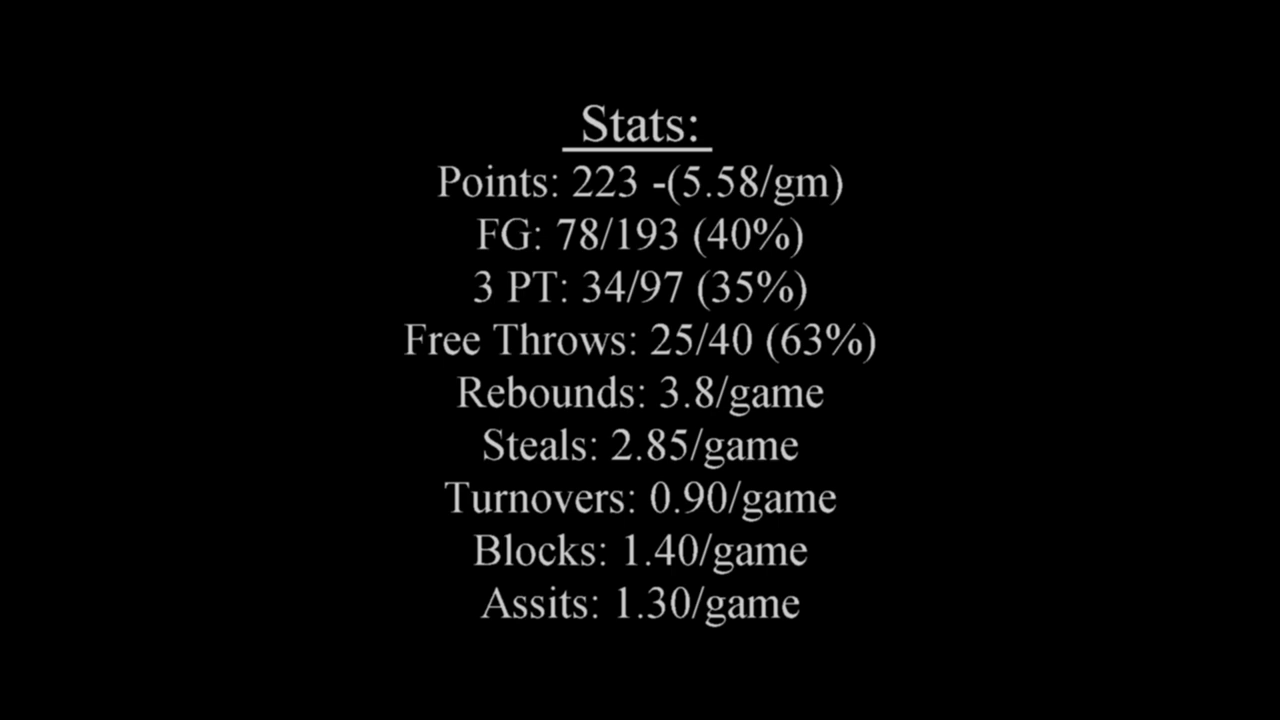 Stats:
Points: 223 -(5.58/gm)
FG: 78/193 (40%)
3 PT: 34/97 (35%)
Free Throws: 25/40 (63%)
Rebounds: 3.8/game
Steals: 2.85/game
Turnovers: 0.90/game
Blocks: 1.40/game
Assits: 1.30/game